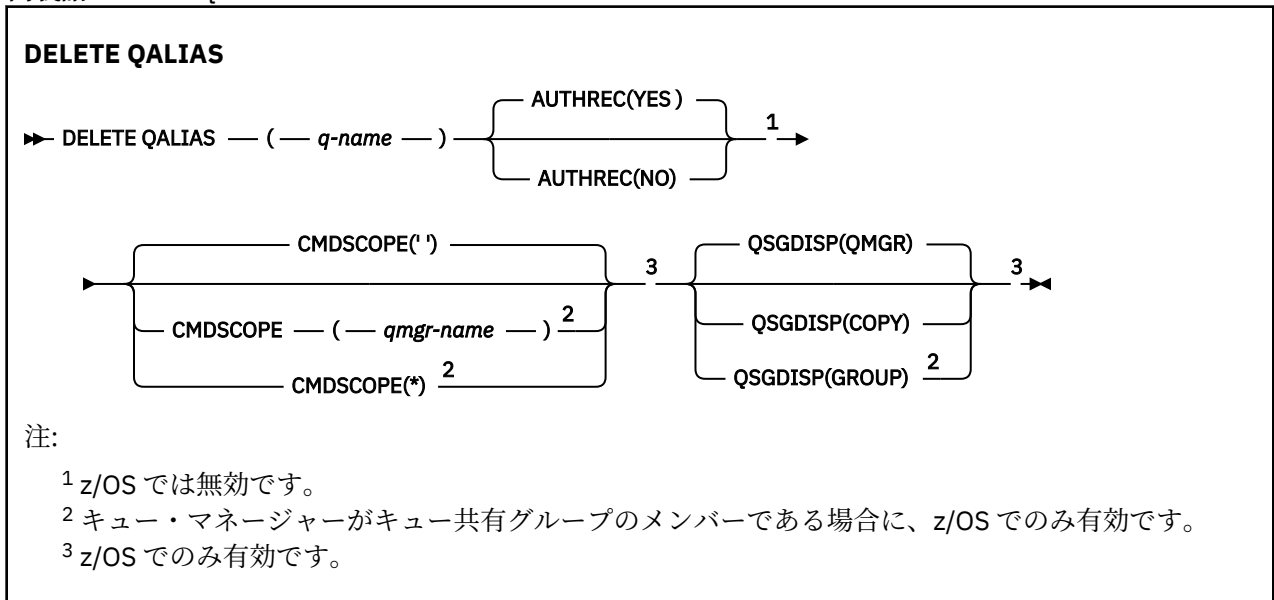 DELETE QALIAS
AUTHREC(YES )
DELETE QALIAS ( q-name ) 1
AUTHREC(NO)
CMDSCOPE(' ') QSGDISP(QMGR)
3 3
CMDSCOPE ( qmgr-name ) 2 QSGDISP(COPY)
CMDSCOPE(*) 2 QSGDISP(GROUP) 2
注:
1 z/OS では無効です。
2 キュー・マネージャーがキュー共有グループのメンバーである場合に、z/OS でのみ有効です。
3 z/OS でのみ有効です。